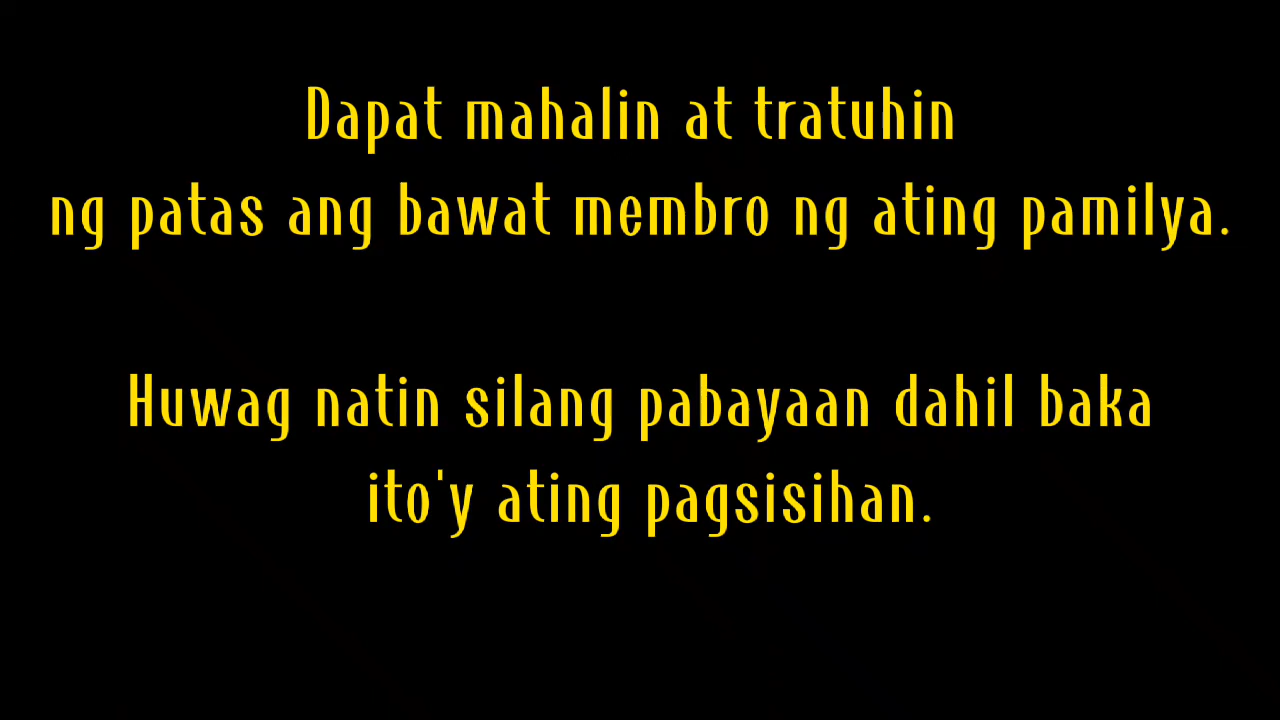 Dapat mahalin at tratuhin
ng patas ang bawat membro ng ating pamilya.
Huwag natin silang pabayaan dahil baka
ito'y ating pagsisihan.